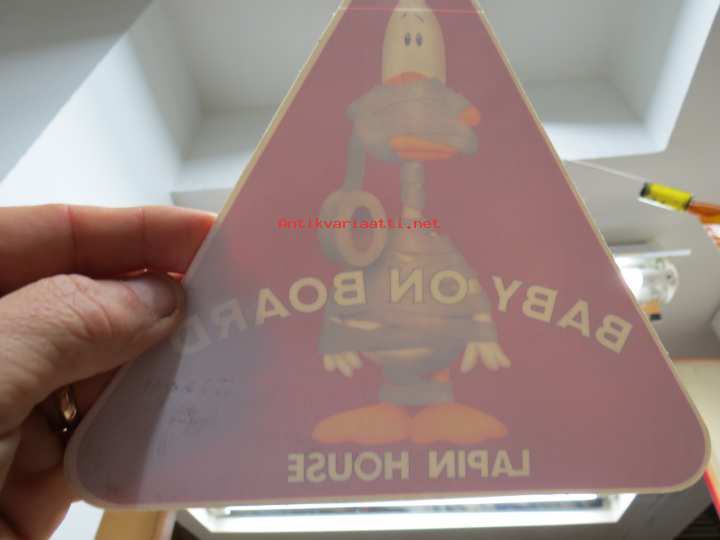 Antikvariaatti.net
BABY ON BOARD
LAPIN HOUSE